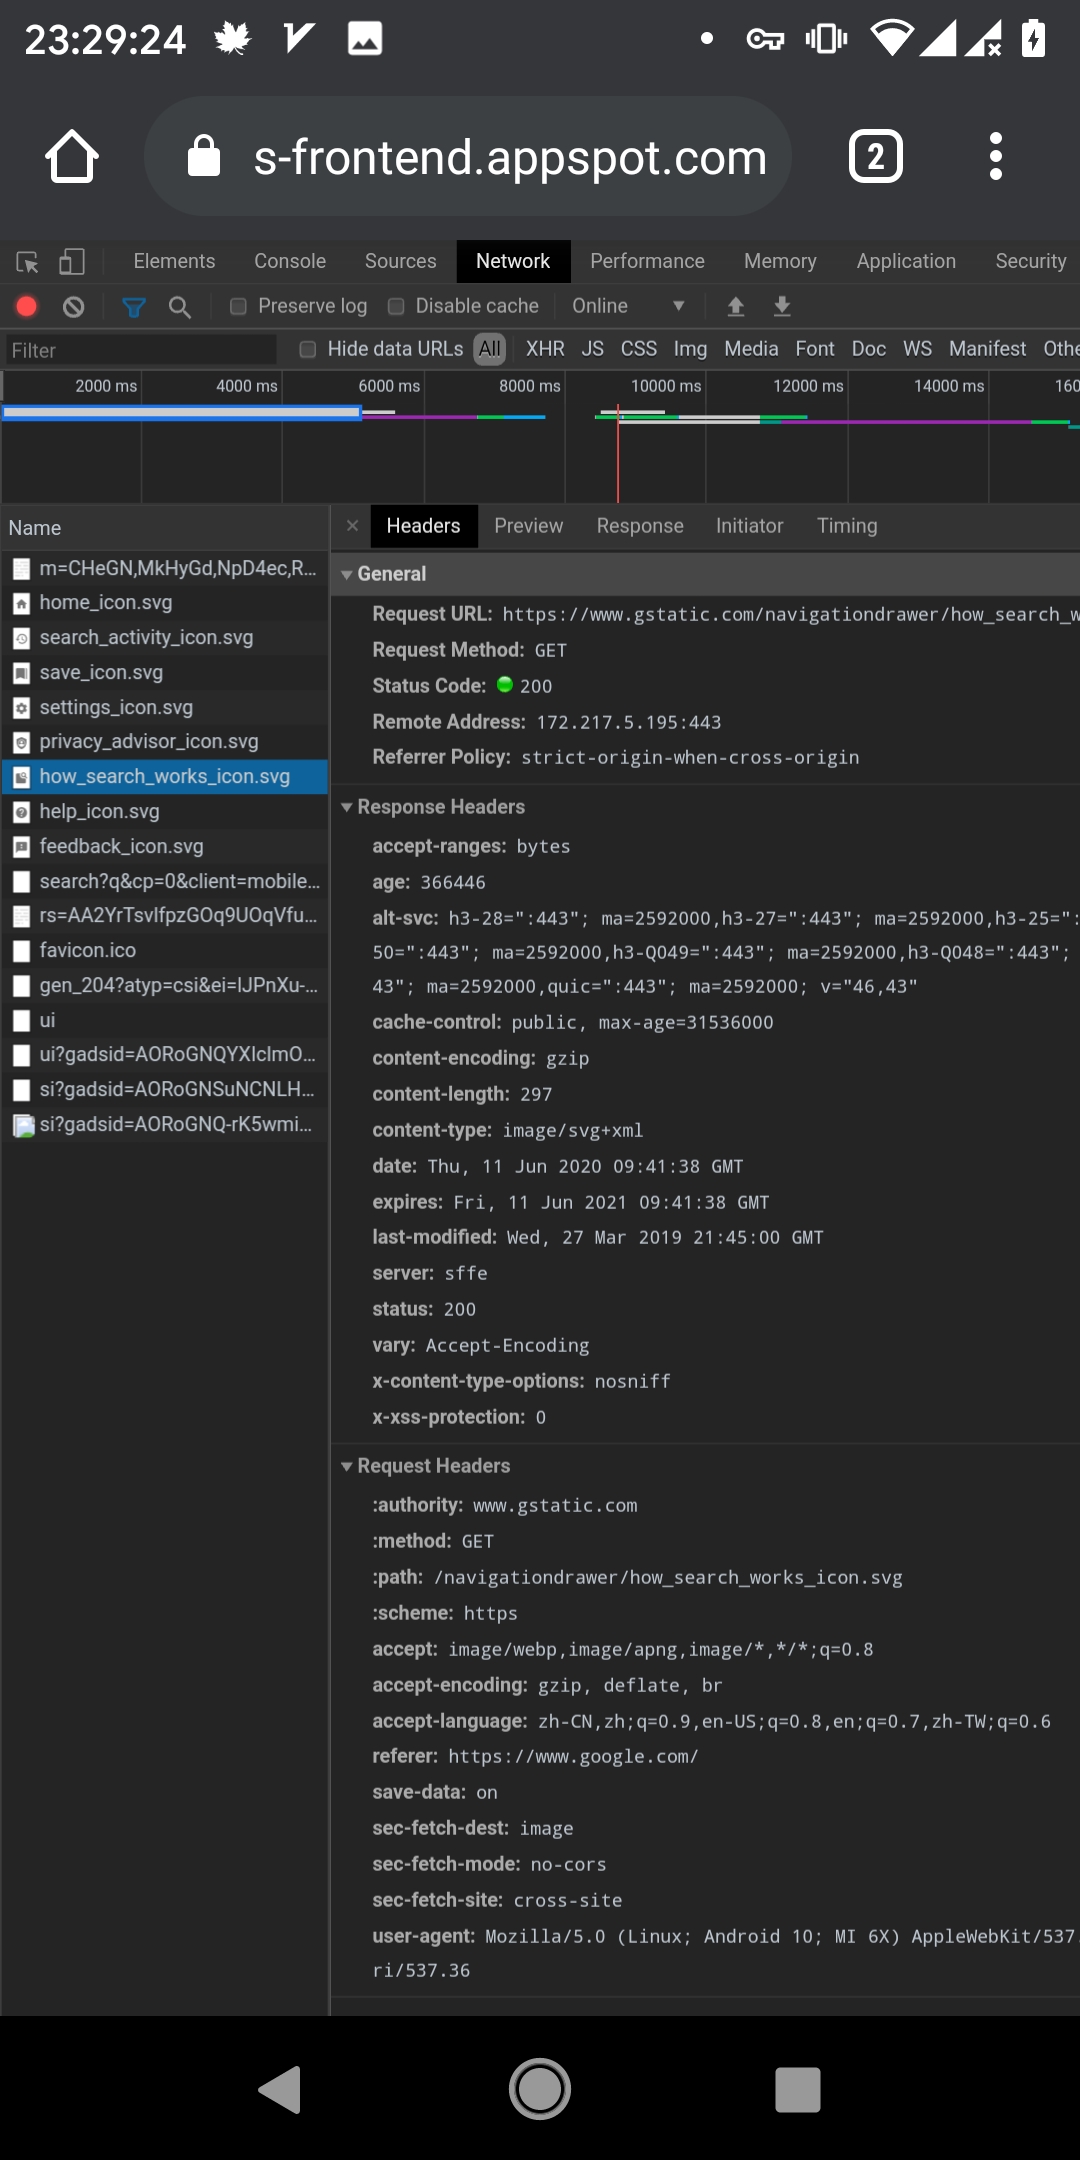 23:29:24
s-frontend.appspot.com
2
Elements Console Sources Network Performance Memory Application Security
Preserve log Disable cache Online
Filter Hide data URLs All XHR JS CSS Img Media Font Doc WS Manifest Othe
2000 ms 4000 ms 6000 ms 8000 ms 10000 ms 12000 ms 14000 ms 160
Name
m=CHeGN,MkHyGd,NpD4ec,R...
home_icon.svg
search_activity_icon.svg
save_icon.svg
settings_icon.svg
privacy_advisor_icon.svg
how_search_works_icon.svg
help_icon.svg
feedback_icon.svg
search?q&cp=0&client=mobile...
rs=AA2YrTsvIfpzGOq9UOqVfu...
favicon.ico
gen_204?atyp=csi&ei=IJPnXu-...
ui
ui?gadsid=AORoGNQYXIclmO...
si?gadsid=AORoGNSuNCNLH...
si?gadsid=AORoGNQ-rK5wmi...
Headers Preview Response Initiator Timing
General
Request URL: https://www.gstatic.com/navigationdrawer/how_search_w
Request Method: GET
Status Code: 200
Remote Address: 172.217.5.195:443
Referrer Policy: strict-origin-when-cross-origin
Response Headers
accept-ranges: bytes
age: 366446
alt-svc: h3-28=":443"; ma=2592000,h3-27=":443"; ma=2592000,h3-25=":
50=":443"; ma=2592000,h3-Q049=":443"; ma=2592000,h3-Q048=":443";
43"; ma=2592000,quic=":443"; ma=2592000; v="46,43"
cache-control: public, max-age=31536000
content-encoding: gzip
content-length: 297
content-type: image/svg+xml
date: Thu, 11 Jun 2020 09:41:38 GMT
expires: Fri, 11 Jun 2021 09:41:38 GMT
last-modified: Wed, 27 Mar 2019 21:45:00 GMT
server: sffe
status: 200
vary: Accept-Encoding
x-content-type-options: nosniff
x-xss-protection: 0
Request Headers
:authority: www.gstatic.com
:method: GET
:path: /navigationdrawer/how_search_works_icon.svg
:scheme: https
accept: image/webp,image/apng,image/*,*/*;q=0.8
accept-encoding: gzip, deflate, br
accept-language: zh-CN,zh;q=0.9,en-US;q=0.8,en;q=0.7,zh-TW;q=0.6
referer: https://www.google.com/
save-data: on
sec-fetch-dest: image
sec-fetch-mode: no-cors
sec-fetch-site: cross-site
user-agent: Mozilla/5.0 (Linux; Android 10; MI 6X) AppleWebKit/537.
ri/537.36